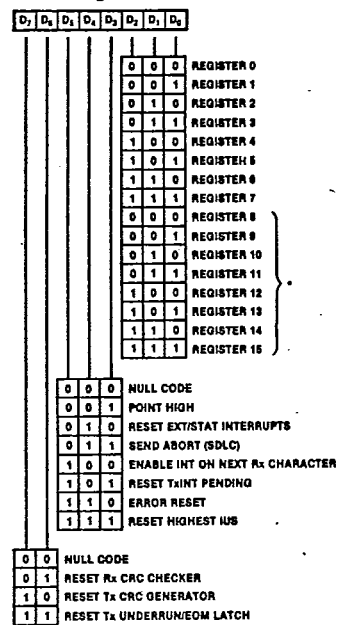 D7 D6 D5 D4 D3 D2 D1 D0
0 0 0 REGISTER 0
0 0 1 REGISTER 1
0 1 0 REGISTER 2
0 1 1 REGISTER 3
1 0 0 REGISTER 4
1 0 1 REGISTER 5
1 1 0 REGISTER 6
1 1 1 REGISTER 7
0 0 0 REGISTER 8
0 0 1 REGISTER 9
0 1 0 REGISTER 10
0 1 1 REGISTER 11
1 0 0 REGISTER 12
1 0 1 REGISTER 13
1 1 0 REGISTER 14
1 1 1 REGISTER 15
*
0 0 0 NULL CODE
0 0 1 POINT HIGH
0 1 0 RESET EXT/STAT INTERRUPTS
0 1 1 SEND ABORT (SDLC)
1 0 0 ENABLE INT ON NEXT Rx CHARACTER
1 0 1 RESET TxINT PENDING
1 1 0 ERROR RESET
1 1 1 RESET HIGHEST IUS
0 0 NULL CODE
0 1 RESET Rx CRC CHECKER
1 0 RESET Tx CRC GENERATOR
1 1 RESET Tx UNDERRUN/EOM LATCH